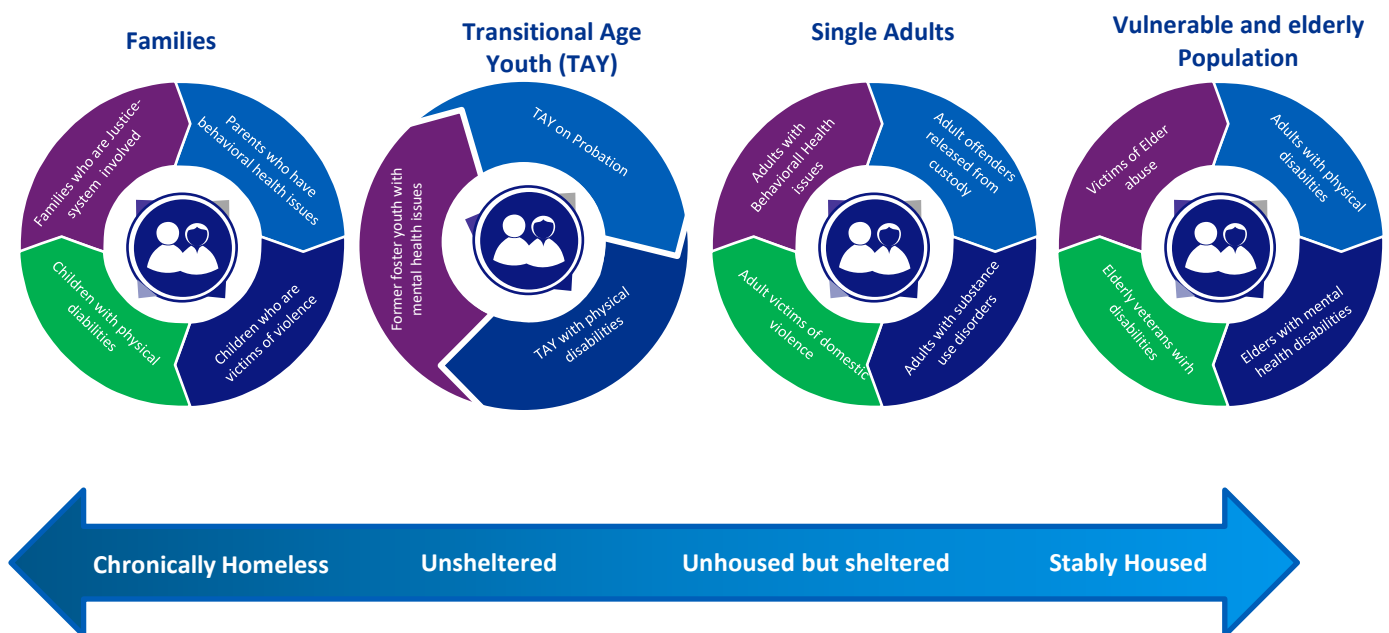 Families
Families who are Justice-
system involved
Parents who have
behavioral health issues
Children with physical
diabilities
Children who are
victims of violence
Transitional Age
Youth (TAY)
TAY on Probation
Former foster youth with
mental health issues
TAY with physical
disabilities
Single Adults
Adults with
Behaviorall Health
issues
Adult offenders
released from
custody
Adult victims of domestic
violence
Adults with substance
use disorders
Vulnerable and elderly
Population
Victims of Elder
abuse
Adults with physical
disabilties
Elderly veterans wirh
disabilities
Elders with mental
health disabilities
Chronically Homeless
Unsheltered
Unhoused but sheltered
Stably Housed